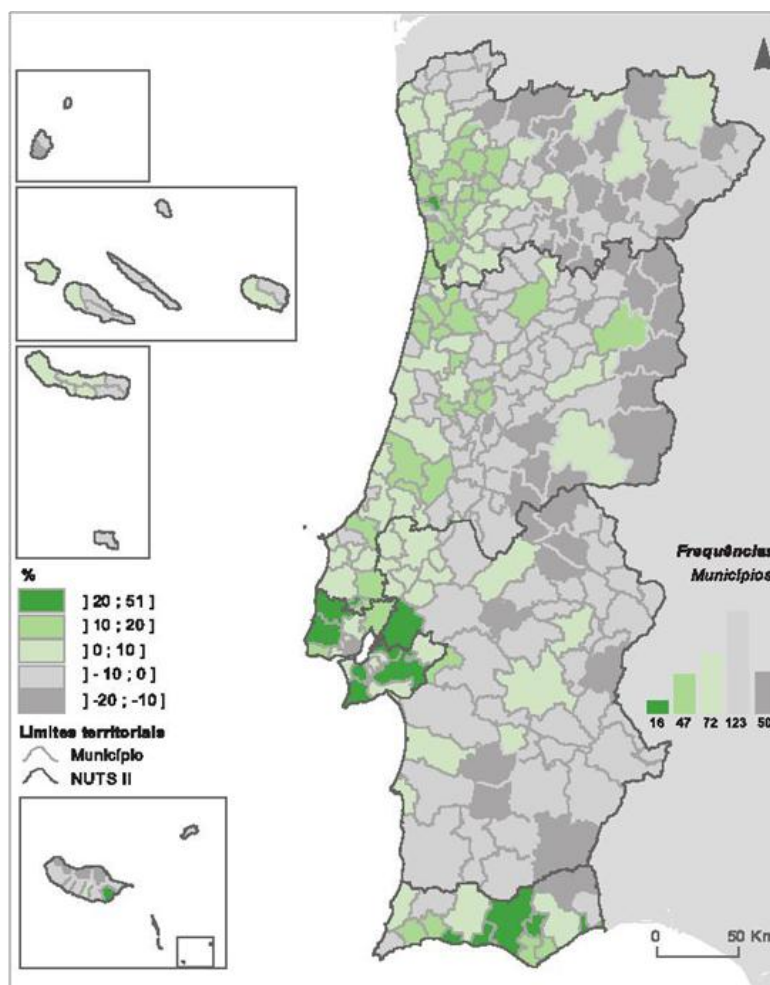 %
] 20 ; 51 ]
] 10 ; 20 ]
] 0 ; 10 ]
] - 10 ; 0 ]
] -20 ; -10 ]
Limites territoriais
Município
NUTS II
Frequências
Municípios
16 47 72 123 50
0 50 Km